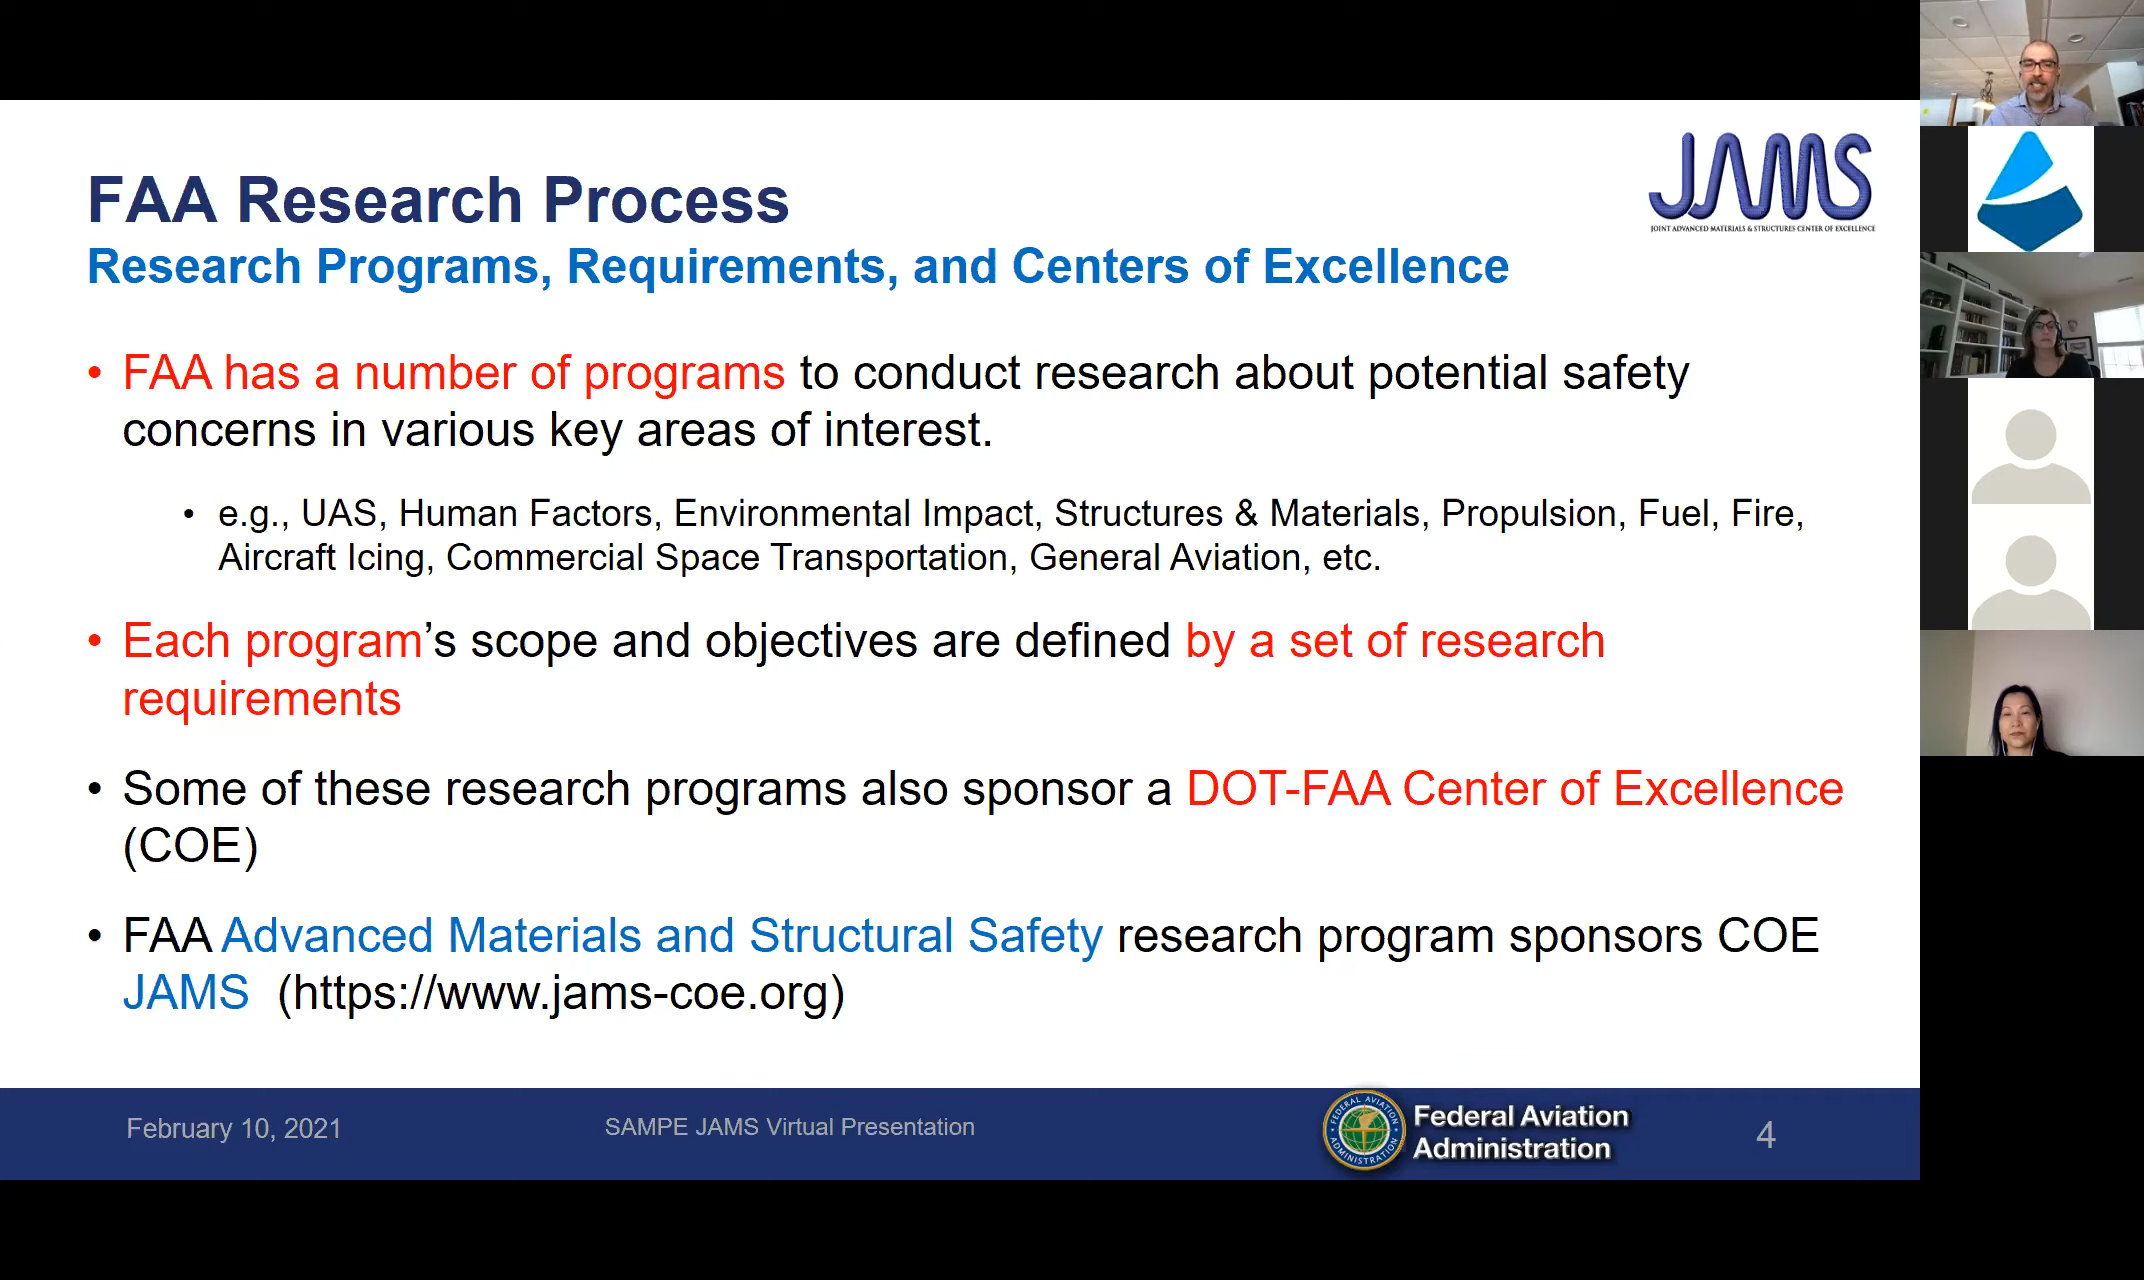 FAA Research Process
JAMS
JOINT ADVANCED MATERIALS & STRUCTURES CENTER OF EXCELLENCE
Research Programs, Requirements, and Centers of Excellence
• FAA has a number of programs to conduct research about potential safety
concerns in various key areas of interest.
• e.g., UAS, Human Factors, Environmental Impact, Structures & Materials, Propulsion, Fuel, Fire,
Aircraft Icing, Commercial Space Transportation, General Aviation, etc.
• Each program’s scope and objectives are defined by a set of research
requirements
• Some of these research programs also sponsor a DOT-FAA Center of Excellence
(COE)
• FAA Advanced Materials and Structural Safety research program sponsors COE
JAMS (https://www.jams-coe.org)
February 10, 2021
SAMPE JAMS Virtual Presentation
FEDERAL AVIATION
ADMINISTRATION
Federal Aviation
Administration
4